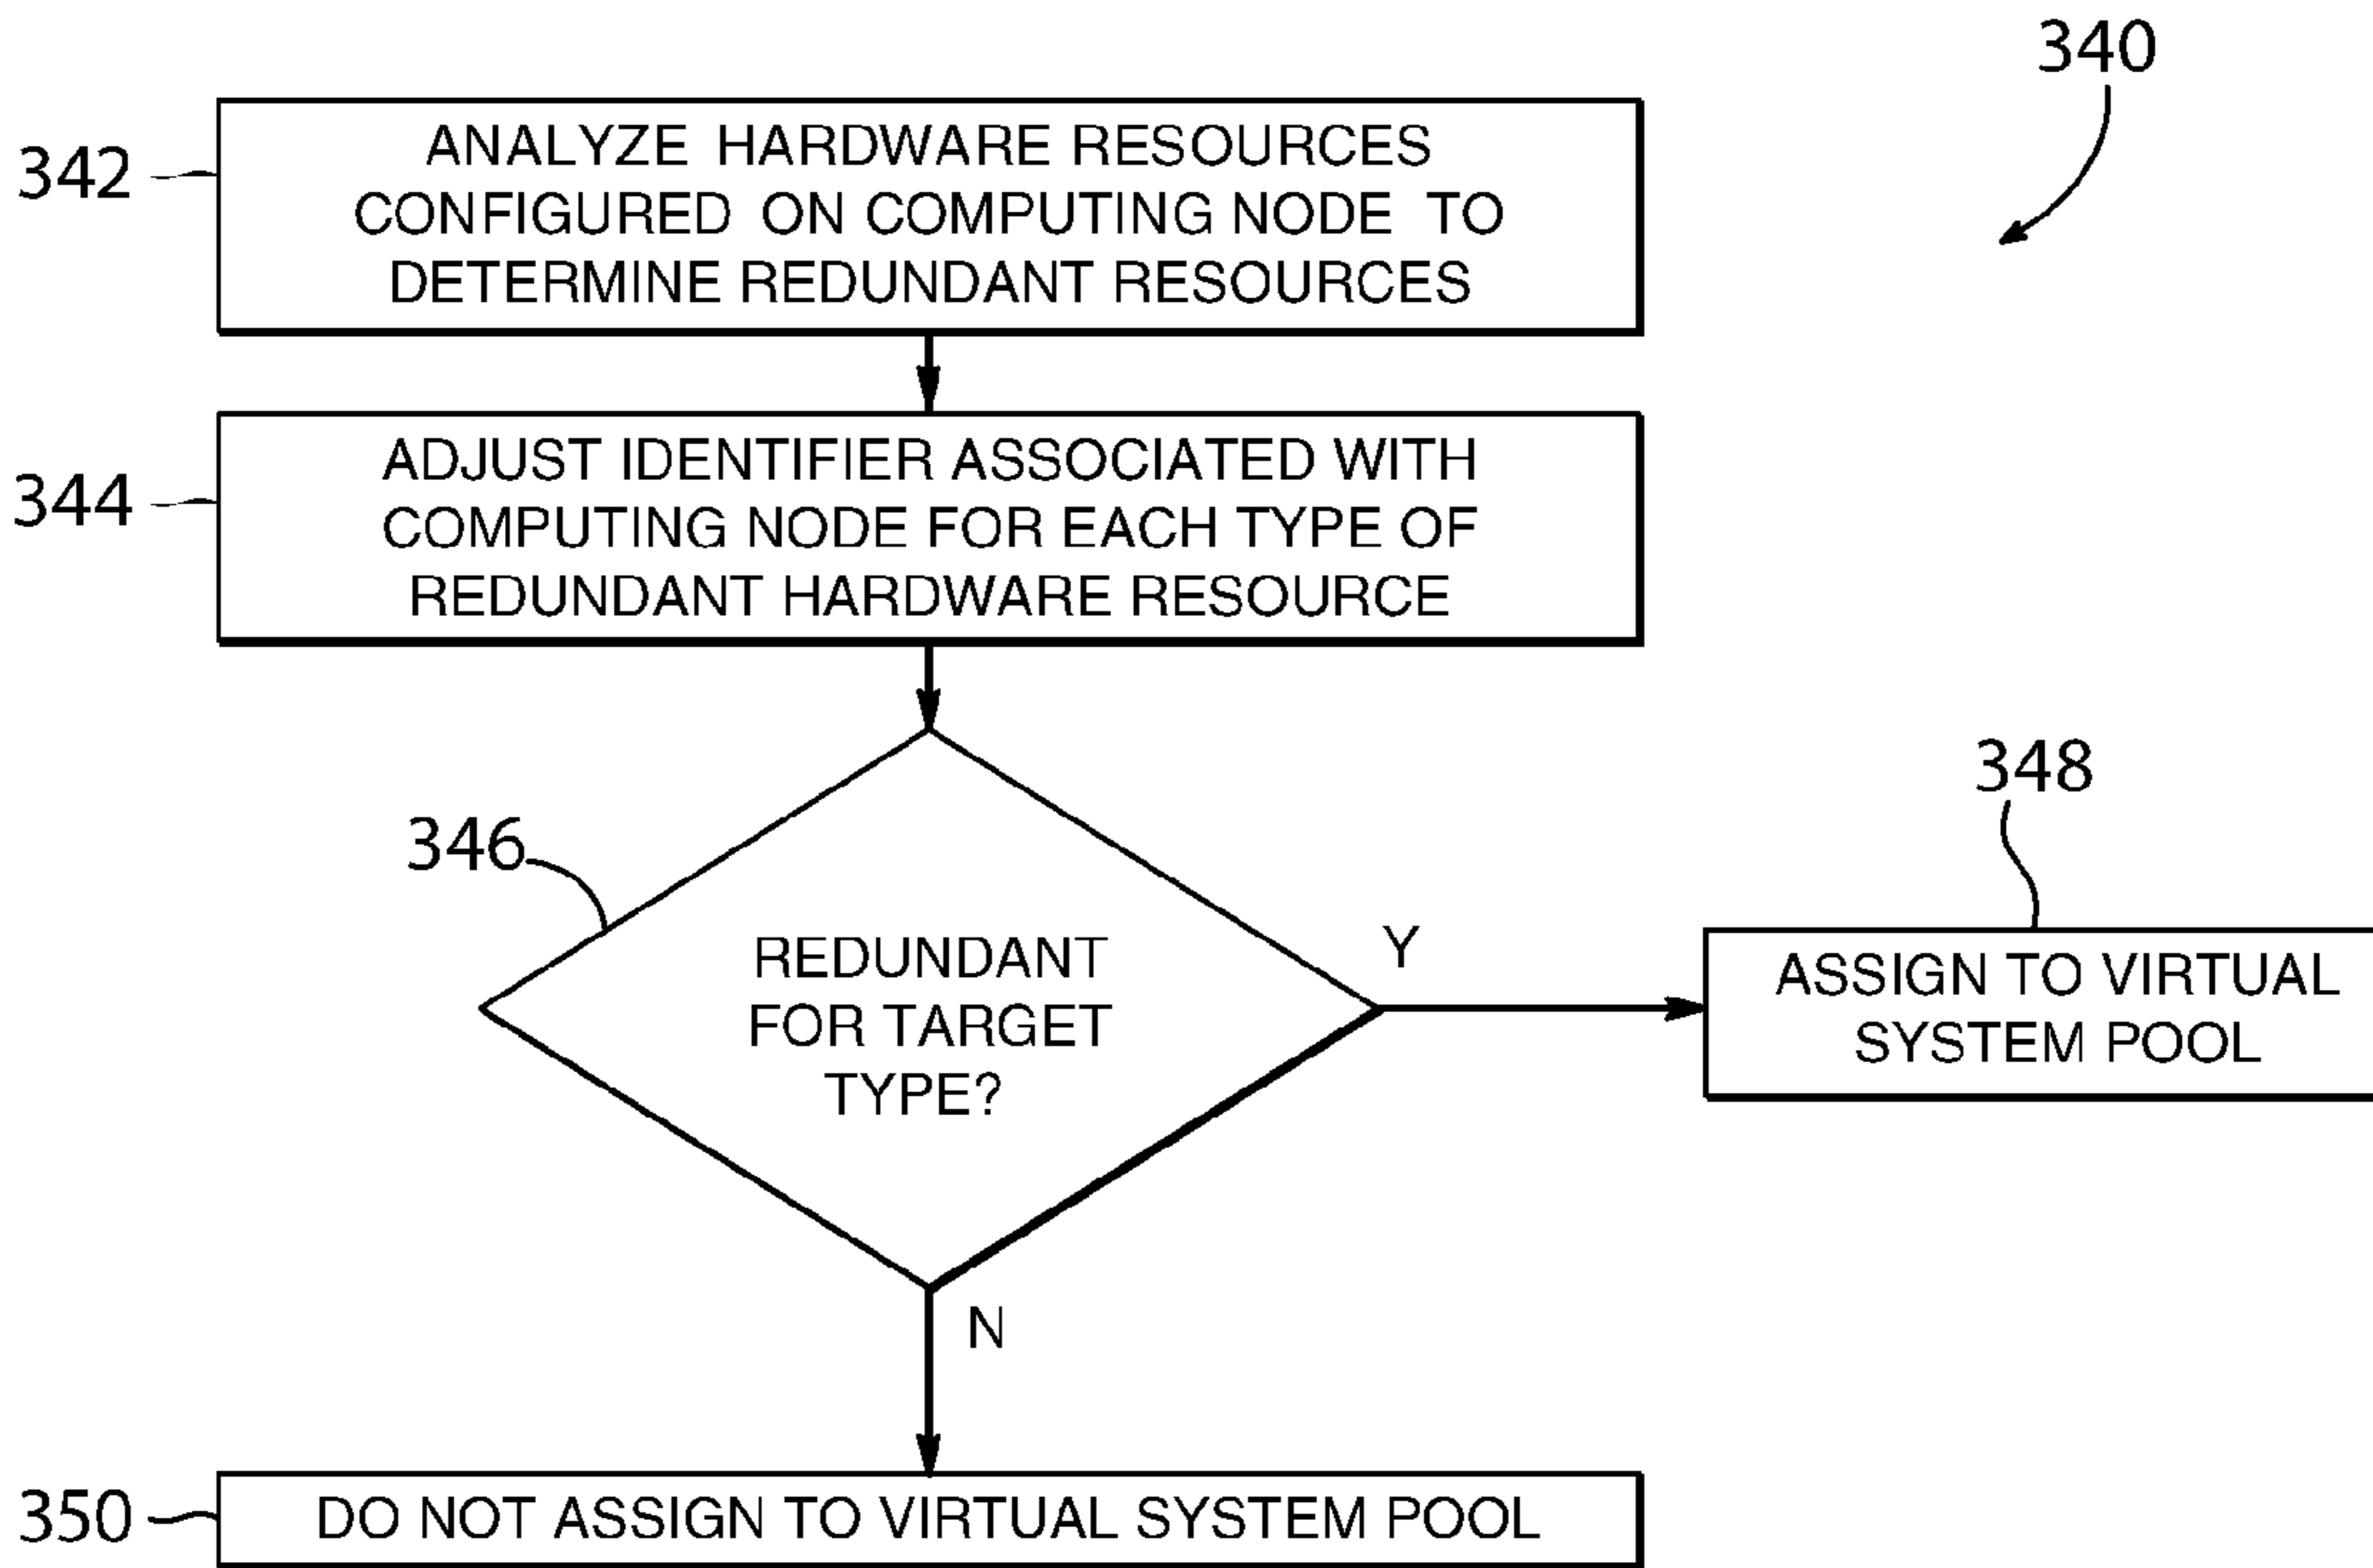 340
342
ANALYZE HARDWARE RESOURCES
CONFIGURED ON COMPUTING NODE TO
DETERMINE REDUNDANT RESOURCES
344
ADJUST IDENTIFIER ASSOCIATED WITH
COMPUTING NODE FOR EACH TYPE OF
REDUNDANT HARDWARE RESOURCE
346
REDUNDANT
FOR TARGET
TYPE?
Y
348
ASSIGN TO VIRTUAL
SYSTEM POOL
N
350
DO NOT ASSIGN TO VIRTUAL SYSTEM POOL